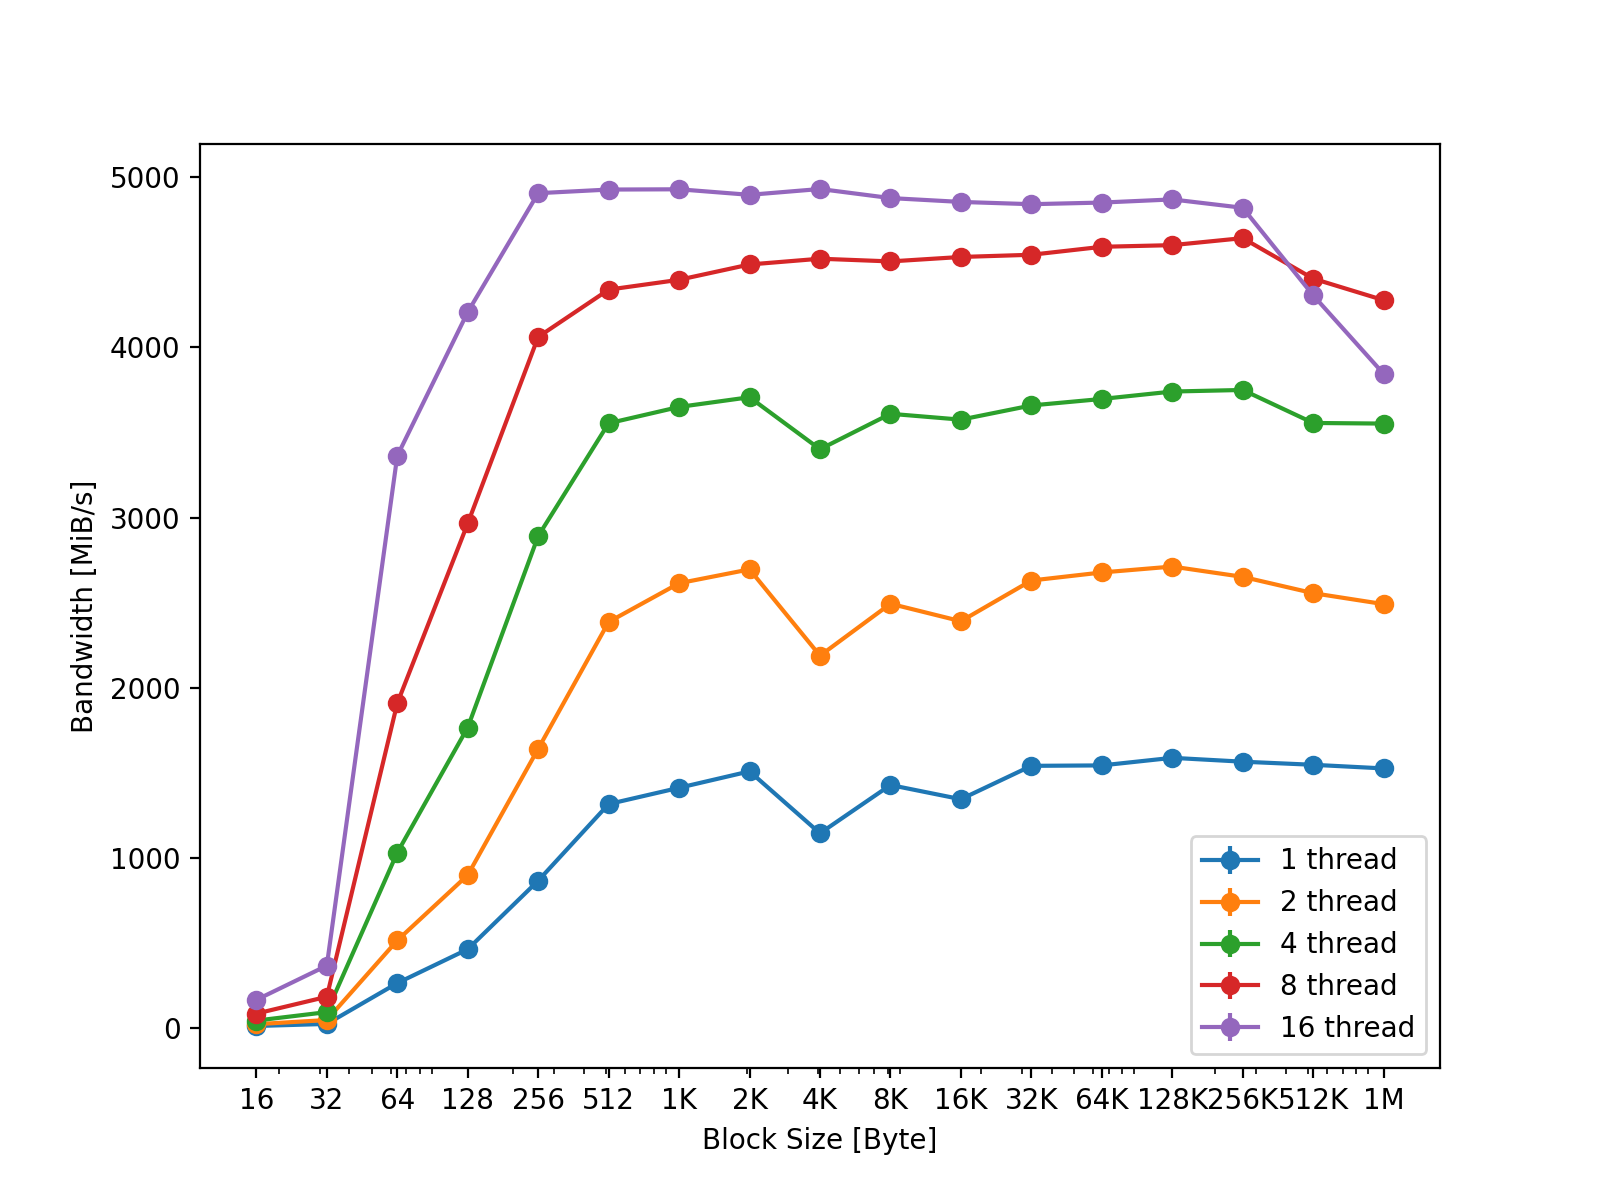 5000
4000
3000
2000
1000
0
Bandwidth [MiB/s]
16 32 64 128 256 512 1K 2K 4K 8K 16K 32K 64K 128K 256K 512K 1M
Block Size [Byte]
1 thread
2 thread
4 thread
8 thread
16 thread